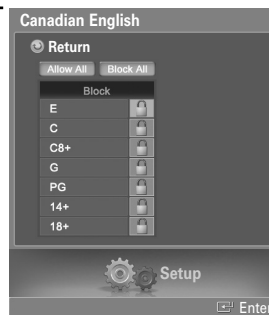 Canadian English
Return
Allow All Block All
Block
E
C
C8+
G
PG
14+
18+
Setup
Enter